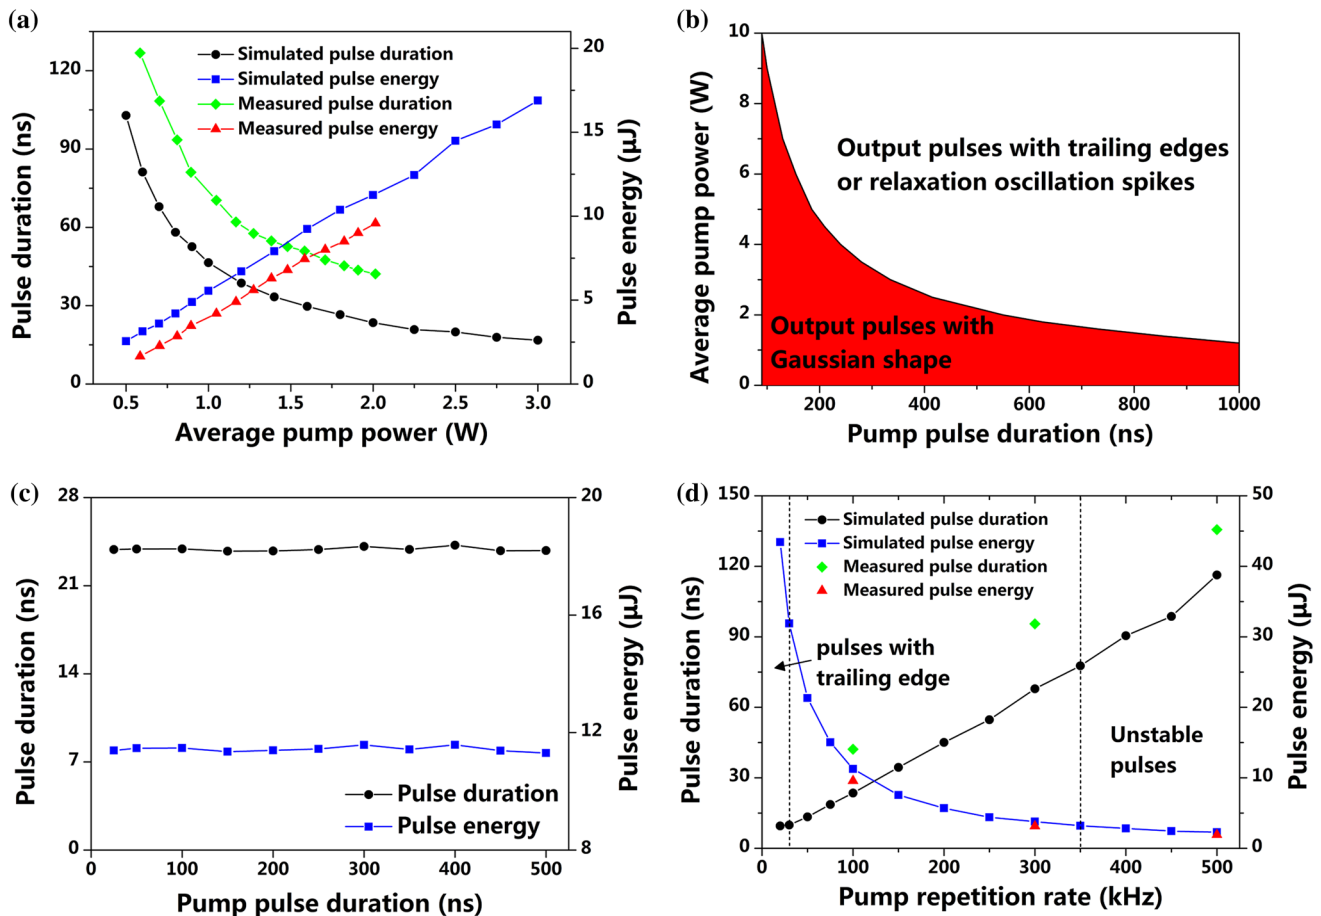 (a)
Simulated pulse duration
Simulated pulse energy
Measured pulse duration
Measured pulse energy
Pulse duration (ns)
120
90
60
30
0
Pulse energy (µJ)
20
15
10
5
0
0.5 1.0 1.5 2.0 2.5 3.0
Average pump power (W)
(b)
Average pump power (W)
10
8
6
4
2
0
Output pulses with trailing edges
or relaxation oscillation spikes
Output pulses with
Gaussian shape
200 400 600 800 1000
Pump pulse duration (ns)
(c)
Pulse duration (ns)
28
21
14
7
0
Pulse energy (µJ)
20
16
12
8
Pulse duration
Pulse energy
0 100 200 300 400 500
Pump pulse duration (ns)
(d)
Simulated pulse duration
Simulated pulse energy
Measured pulse duration
Measured pulse energy
Pulse duration (ns)
150
120
90
60
30
0
Pulse energy (µJ)
50
40
30
20
10
0
pulses with
trailing edge
Unstable
pulses
0 100 200 300 400 500
Pump repetition rate (kHz)